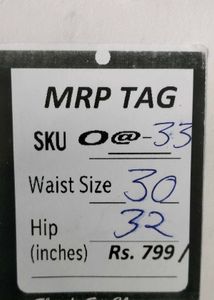 MRP TAG
SKU O@-33
Waist Size 30
Hip 32
(inches) Rs. 799/